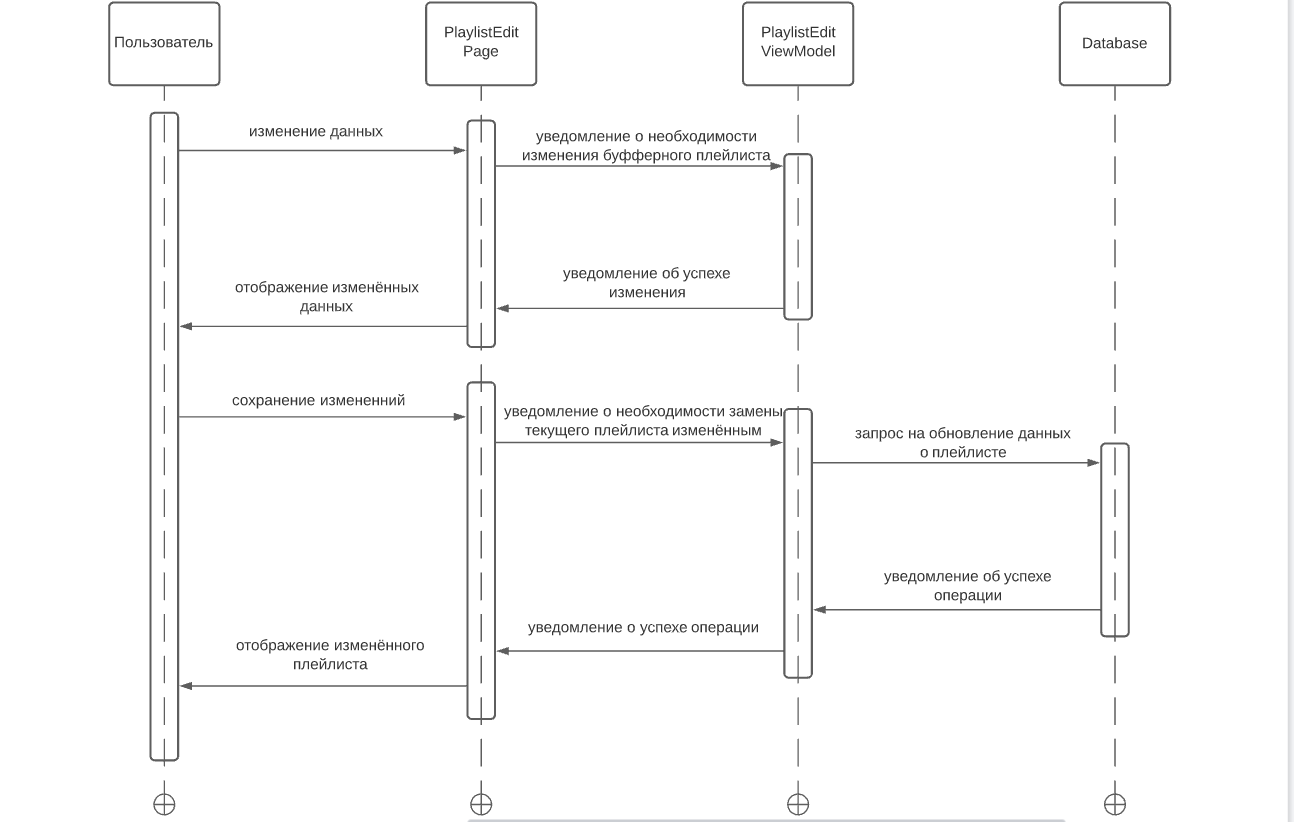 Пользователь
PlaylistEdit
Page
PlaylistEdit
ViewModel
Database
изменение данных
уведомление о необходимости
изменения буфферного плейлиста
уведомление об успехе
изменения
отображение изменённых
данных
сохранение измененний
уведомление о необходимости замены
текущего плейлиста изменённым
запрос на обновление данных
о плейлисте
уведомление об успехе
операции
уведомление о успехе операции
отображение изменённого
плейлиста